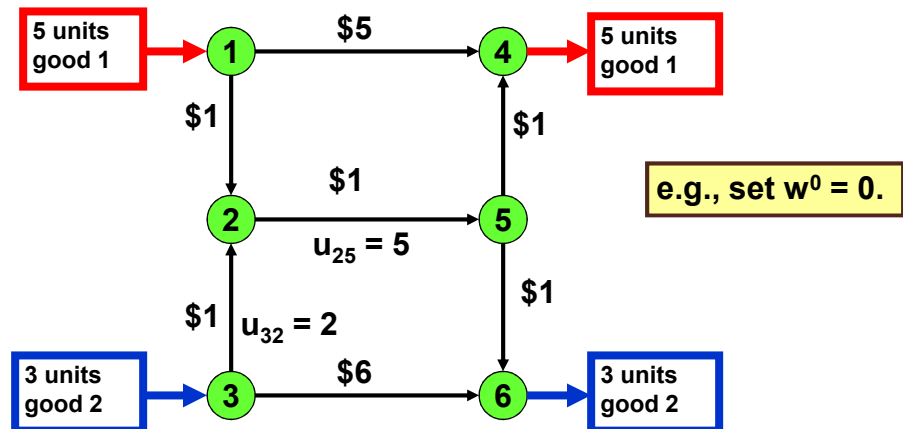 5 units
good 1
1
$5
4
5 units
good 1
$1
$1
$1
e.g., set w⁰ = 0.
2
5
u₂₅ = 5
$1
$1
u₃₂ = 2
3 units
good 2
3
$6
6
3 units
good 2